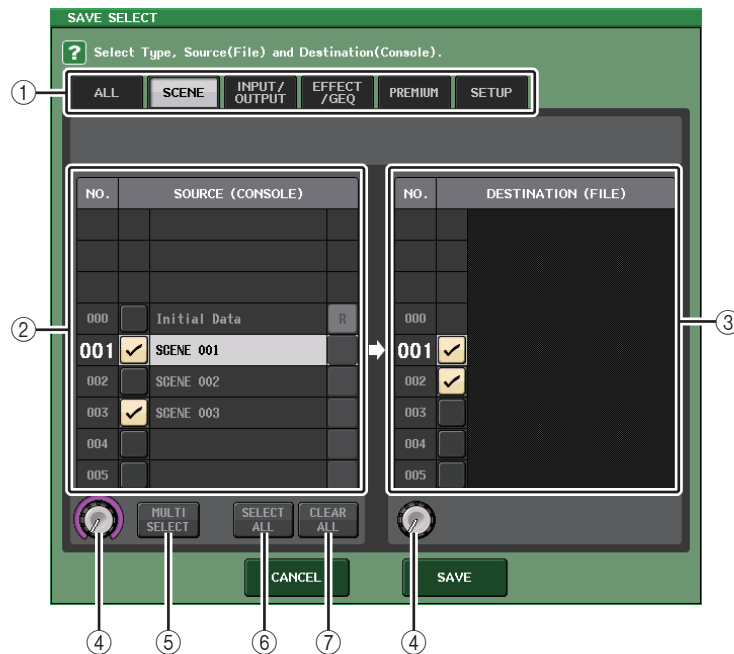 SAVE SELECT
? Select Type, Source(File) and Destination(Console).
① ALL SCENE INPUT/ OUTPUT EFFECT /GEQ PREMIUM SETUP
NO. SOURCE (CONSOLE) NO. DESTINATION (FILE)
000 Initial Data R 000
② ③
001 SCENE 001 001
002 SCENE 002 002
003 SCENE 003 003
004 004
005 005
MULTI SELECT SELECT ALL CLEAR ALL
CANCEL SAVE
④ ⑤ ⑥ ⑦ ④